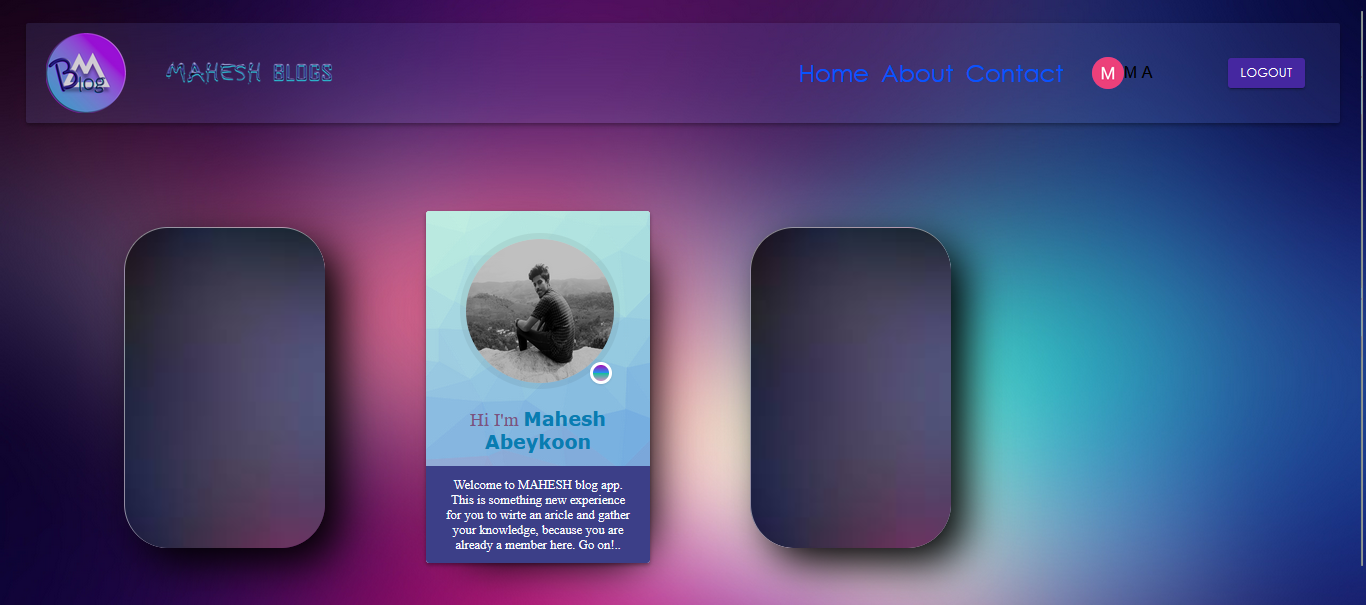 M
Blog
MAHESH BLOGS
Home About Contact
M
M A
LOGOUT
Hi I'm Mahesh
Abeykoon
Welcome to MAHESH blog app.
This is something new experience
for you to wirte an aricle and gather
your knowledge, because you are
already a member here. Go on!..